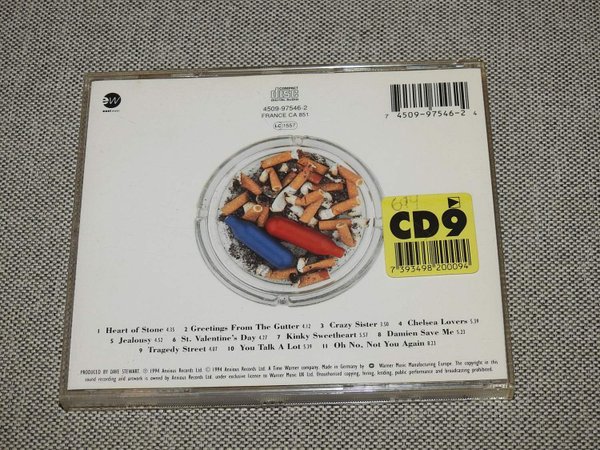 ew
east west
COMPACT
disc
DIGITAL AUDIO
4509-97546-2
FRANCE CA 851
LC 1557
7 45099-97546-2 4
CD9
7393498200094
1 Heart of Stone 4.35 2 Greetings From The Gutter 4.12 3 Crazy Sister 3.50 4 Chelsea Lovers 5.39
5 Jealousy 4.52 6 St. Valentine's Day 4.27 7 Kinky Sweetheart 5.57 8 Damien Save Me 5.23
9 Tragedy Street 4.07 10 You Talk A Lot 5.39 11 Oh No, Not You Again 8.23
PRODUCED BY DAVE STEWART. ℗ 1994 Anxious Records Ltd. © 1994 Anxious Records Ltd. A Time Warner company. Made in Germany by Warner Music Manufacturing Europe. The copyright in this
sound recording and artwork is owned by Anxious Records Ltd. under exclusive licence to Warner Music UK Ltd. Unauthorised copying, hiring, lending, public performance and broadcasting prohibited.